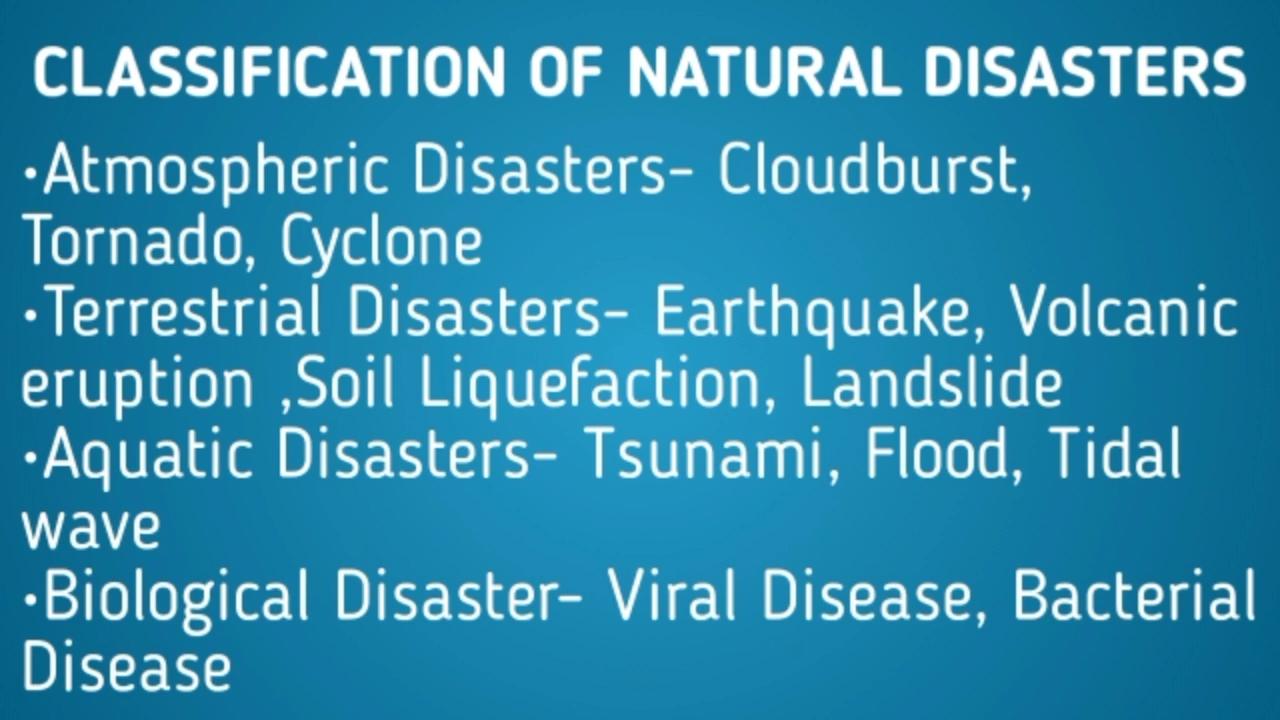 CLASSIFICATION OF NATURAL DISASTERS
•Atmospheric Disasters- Cloudburst,
Tornado, Cyclone
•Terrestrial Disasters- Earthquake, Volcanic
eruption ,Soil Liquefaction, Landslide
•Aquatic Disasters- Tsunami, Flood, Tidal
wave
•Biological Disaster- Viral Disease, Bacterial
Disease